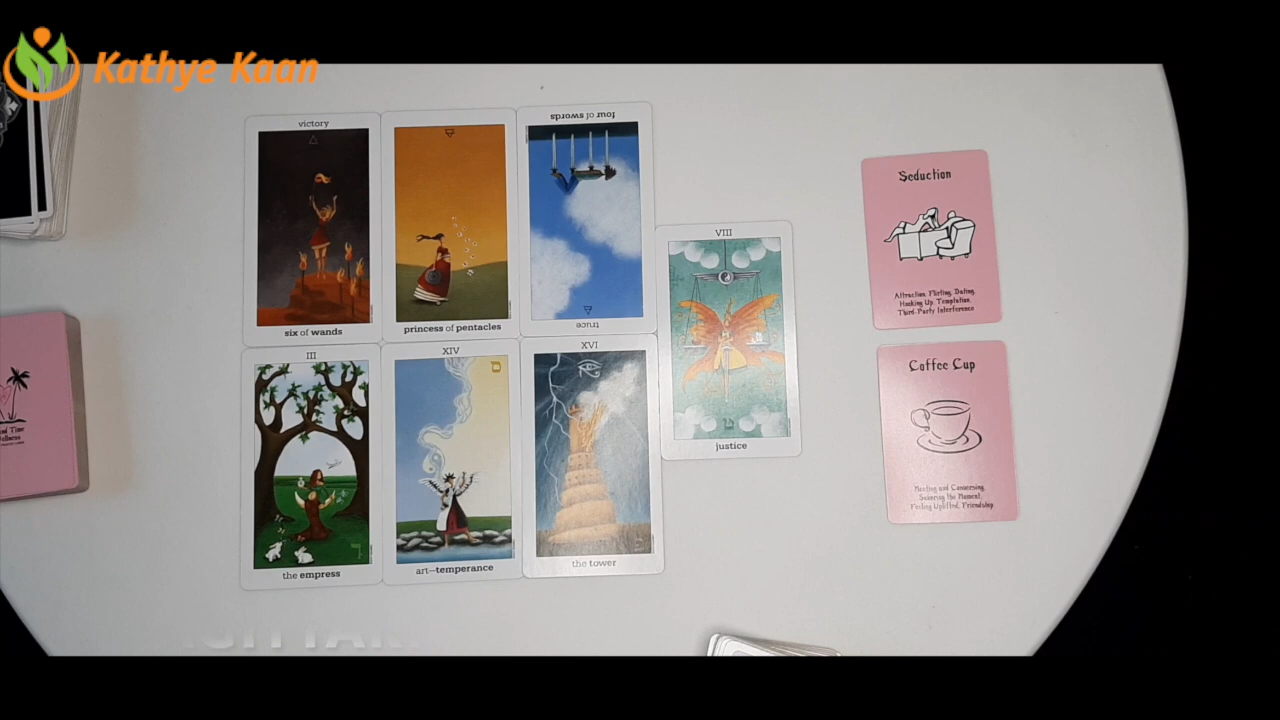 Kathye Kaan
victory
six of wands
princess of pentacles
four of swords
truce
VIII
justice
III
the empress
XIV
art—temperance
XVI
the tower
Seduction
Attraction, Flirting, Dating,
Hooking Up, Temptation,
Third-Party Interference
Coffee Cup
Meeting and Conversing,
Savoring the Moment,
Feeling Uplifted, Friendship